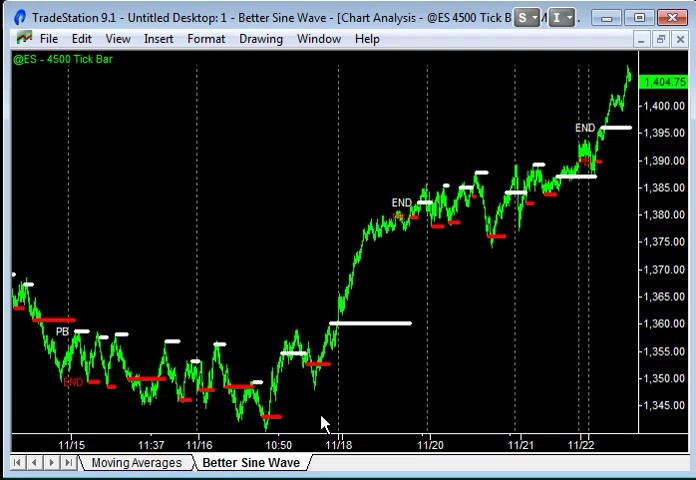 TradeStation 9.1 - Untitled Desktop: 1 - Better Sine Wave - [Chart Analysis - @ES 4500 Tick B
S
I
File Edit View Insert Format Drawing Window Help
@ES - 4500 Tick Bar
1,404.75
1,400.00
1,395.00
1,390.00
1,385.00
1,380.00
1,375.00
1,370.00
1,365.00
1,360.00
1,355.00
1,350.00
1,345.00
END
END
PB
END
11/15 11:37 11/16 10:50 11/18 11/20 11/21 11/22
Moving Averages Better Sine Wave